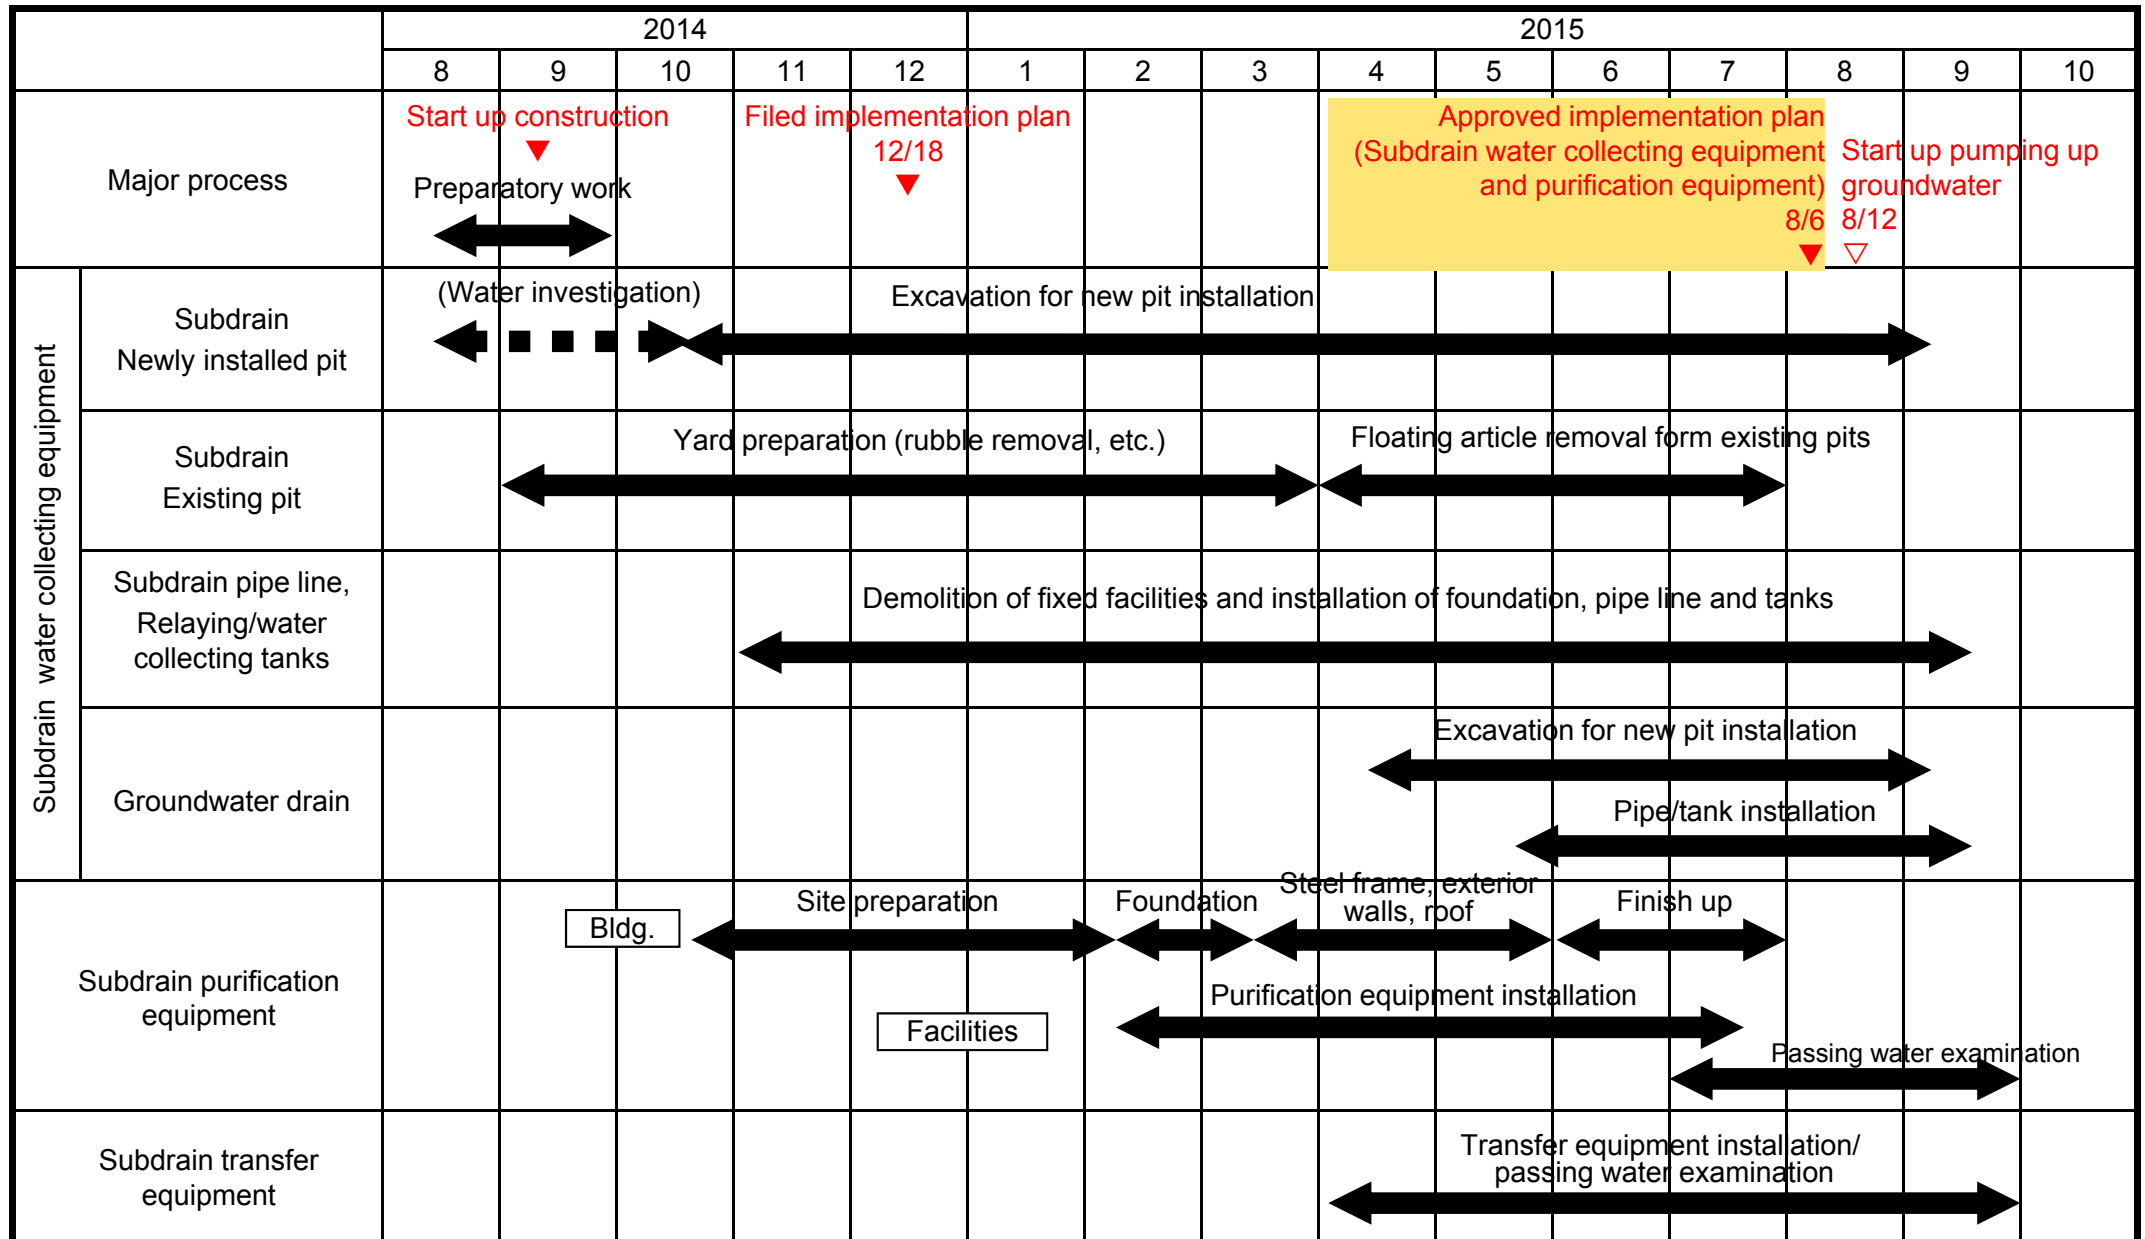 2014
2015
8
9
10
11
12
1
2
3
4
5
6
7
8
9
10
Major process
Start up construction
Preparatory work
Filed implementation plan
12/18
Approved implementation plan
(Subdrain water collecting equipment
and purification equipment)
8/6
Start up pumping up
groundwater
8/12
Subdrain water collecting equipment
Subdrain
Newly installed pit
(Water investigation)
Excavation for new pit installation
Subdrain
Existing pit
Yard preparation (rubble removal, etc.)
Floating article removal form existing pits
Subdrain pipe line,
Relaying/water
collecting tanks
Demolition of fixed facilities and installation of foundation, pipe line and tanks
Groundwater drain
Excavation for new pit installation
Pipe/tank installation
Subdrain purification
equipment
Bldg.
Site preparation
Foundation
Steel frame, exterior
walls, roof
Finish up
Facilities
Purification equipment installation
Passing water examination
Subdrain transfer
equipment
Transfer equipment installation/
passing water examination